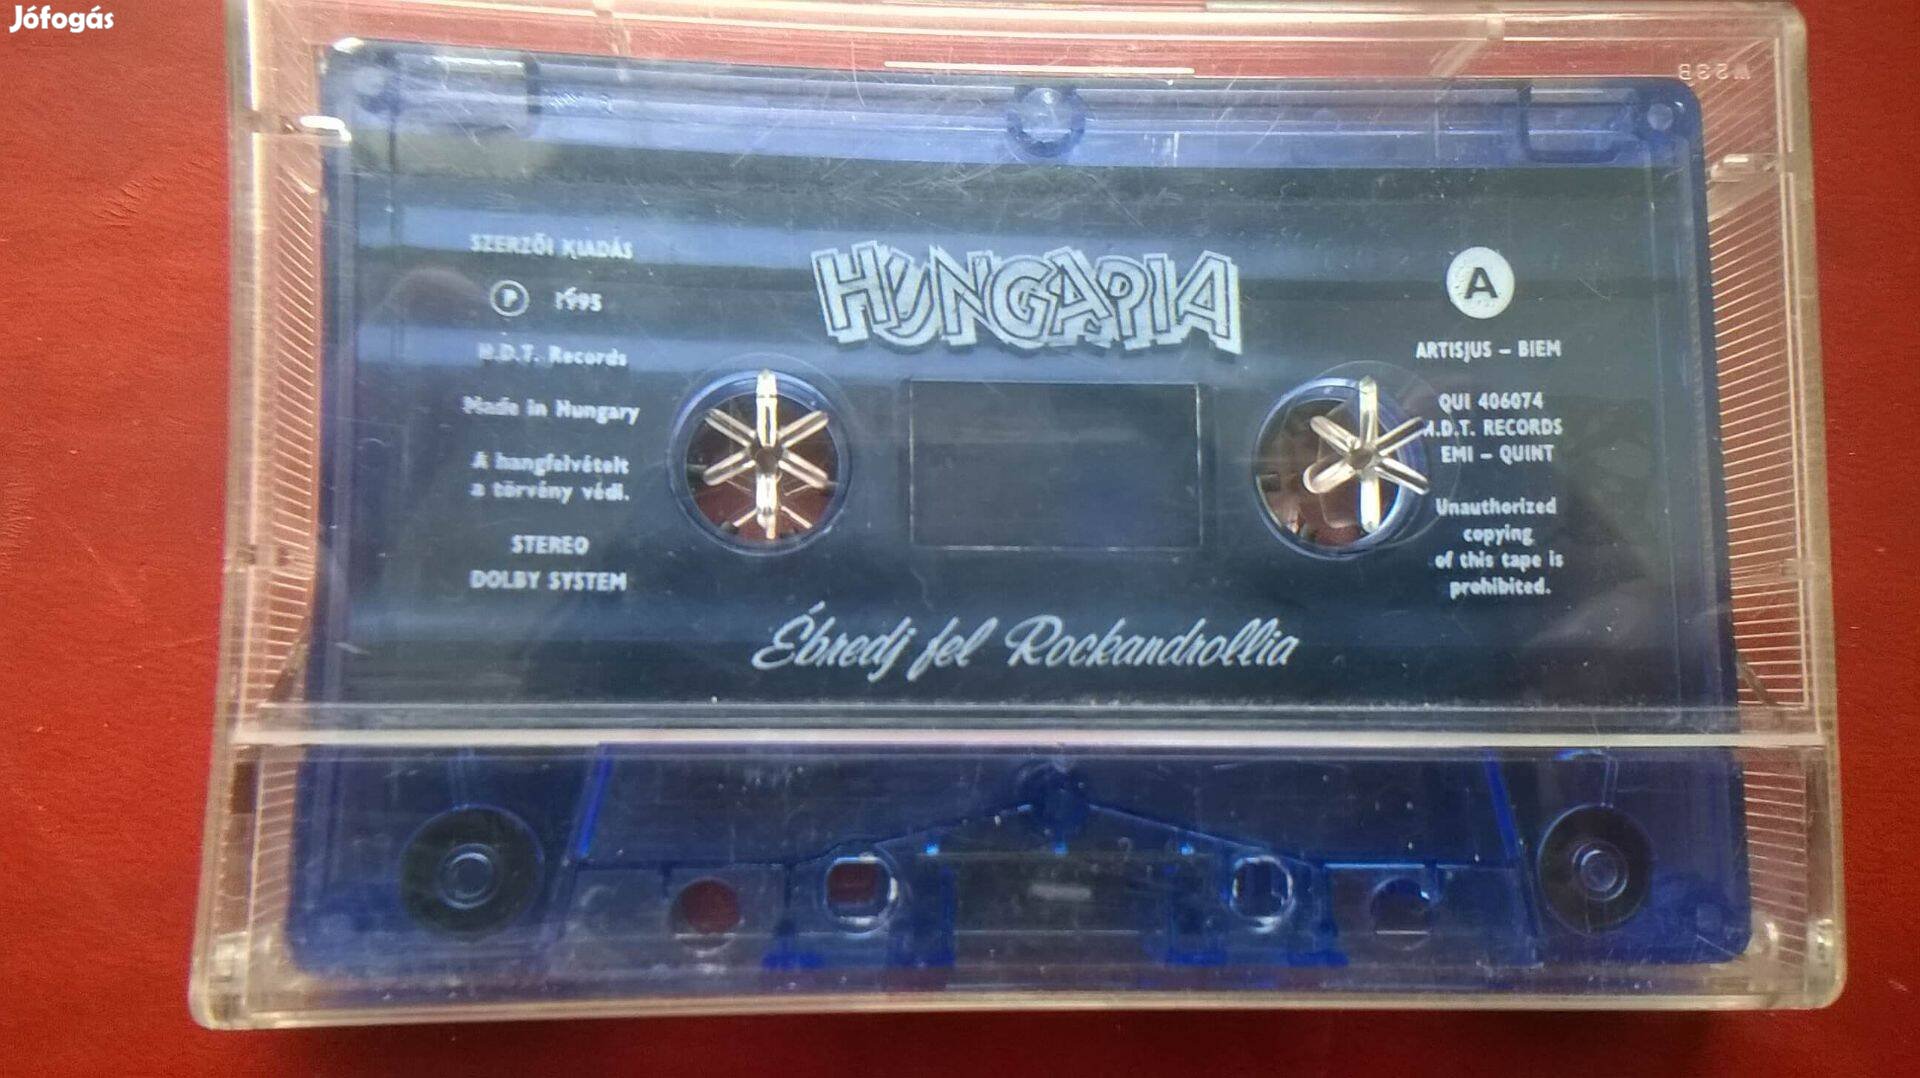 Jófogás
W23B
SZERZŐI KIADÁS
P 1995
M.D.T. Records
Made in Hungary
A hangfelvételt
a törvény védi.
STEREO
DOLBY SYSTEM
HUNGARIA
A
ARTISJUS – BIEM
QUI 406074
M.D.T. RECORDS
EMI – QUINT
Unauthorized
copying
of this tape is
prohibited.
Ébredj fel Rockandrollia